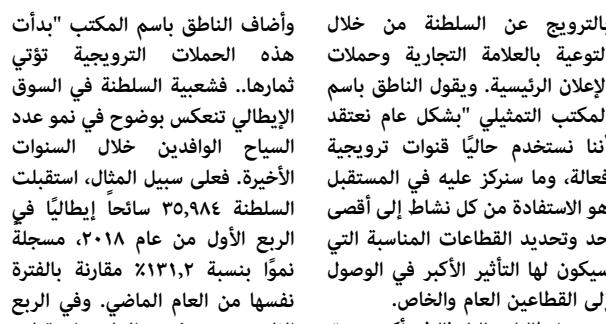 بالترويج عن السلطنة من خلال
التوعية بالعلامة التجارية وحملات
الإعلان الرئيسية. ويقول الناطق باسم
المكتب التمثيلي "بشكل عام نعتقد
أننا نستخدم حاليًا قنوات ترويجية
فعالة، وما سنركز عليه في المستقبل
هو الاستفادة من كل نشاط إلى أقصى
حد وتحديد القطاعات المناسبة التي
سيكون لها التأثير الأكبر في الوصول
إلى القطاعين العام والخاص.
وأضاف الناطق باسم المكتب "بدأت
هذه الحملات الترويجية تؤتي
ثمارها.. فشعبية السلطنة في السوق
الإيطالي تنعكس بوضوح في نمو عدد
السياح الوافدين خلال السنوات
الأخيرة. فعلى سبيل المثال، استقبلت
السلطنة ٣٥,٩٨٤ سائحاً إيطاليًا في
الربع الأول من عام ٢٠١٨، مسجلةً
نموًا بنسبة ١٣١,٢٪ مقارنة بالفترة
نفسها من العام الماضي. وفي الربع